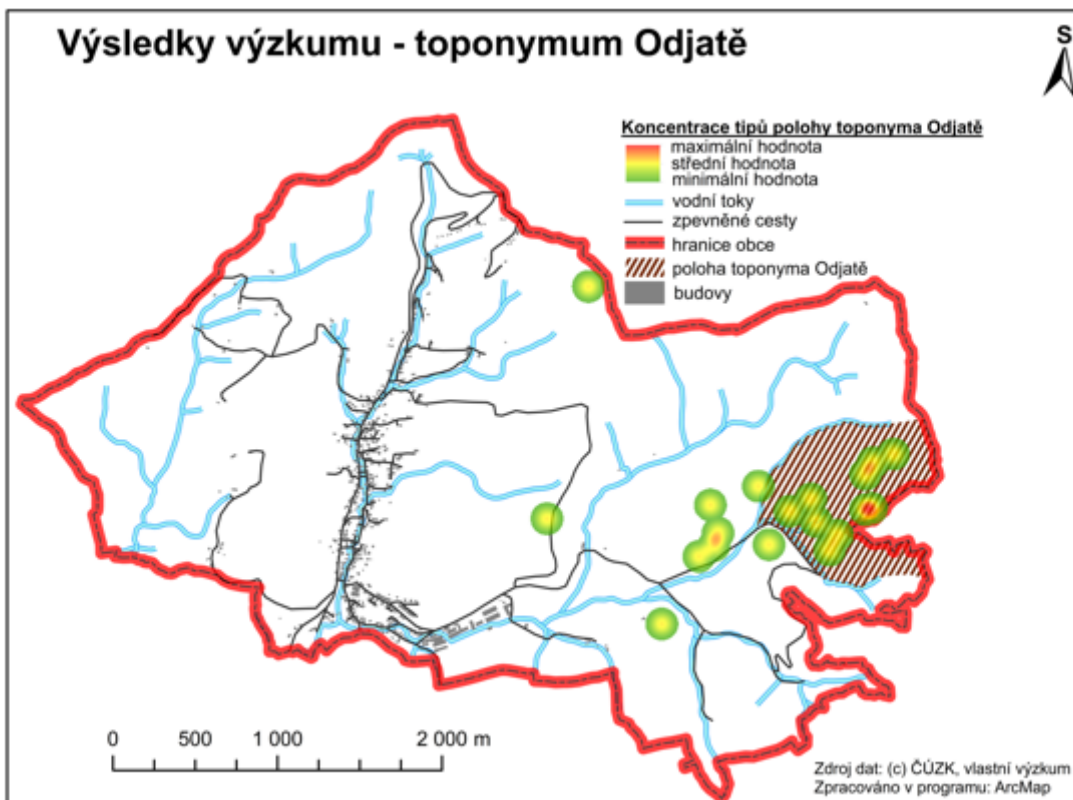 Výsledky výzkumu - toponymum Odjatě
S
Koncentrace tipů polohy toponyma Odjatě
maximální hodnota
střední hodnota
minimální hodnota
vodní toky
zpevněné cesty
hranice obce
poloha toponyma Odjatě
budovy
0 500 1 000 2 000 m
Zdroj dat: (c) ČÚZK, vlastní výzkum
Zpracováno v programu: ArcMap